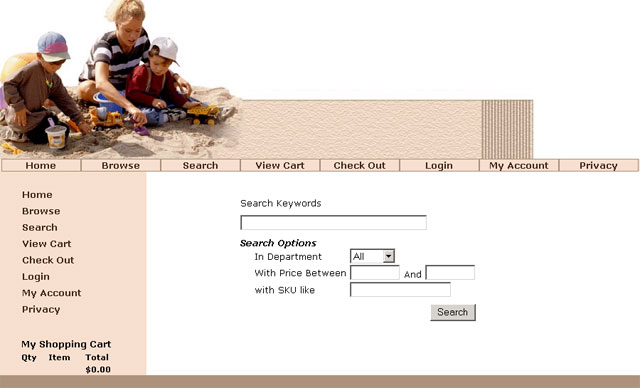 Home Browse Search View Cart Check Out Login My Account Privacy
Home
Browse
Search
View Cart
Check Out
Login
My Account
Privacy
My Shopping Cart
Qty Item Total
$0.00
Search Keywords
Search Options
In Department All
With Price Between And
with SKU like
Search